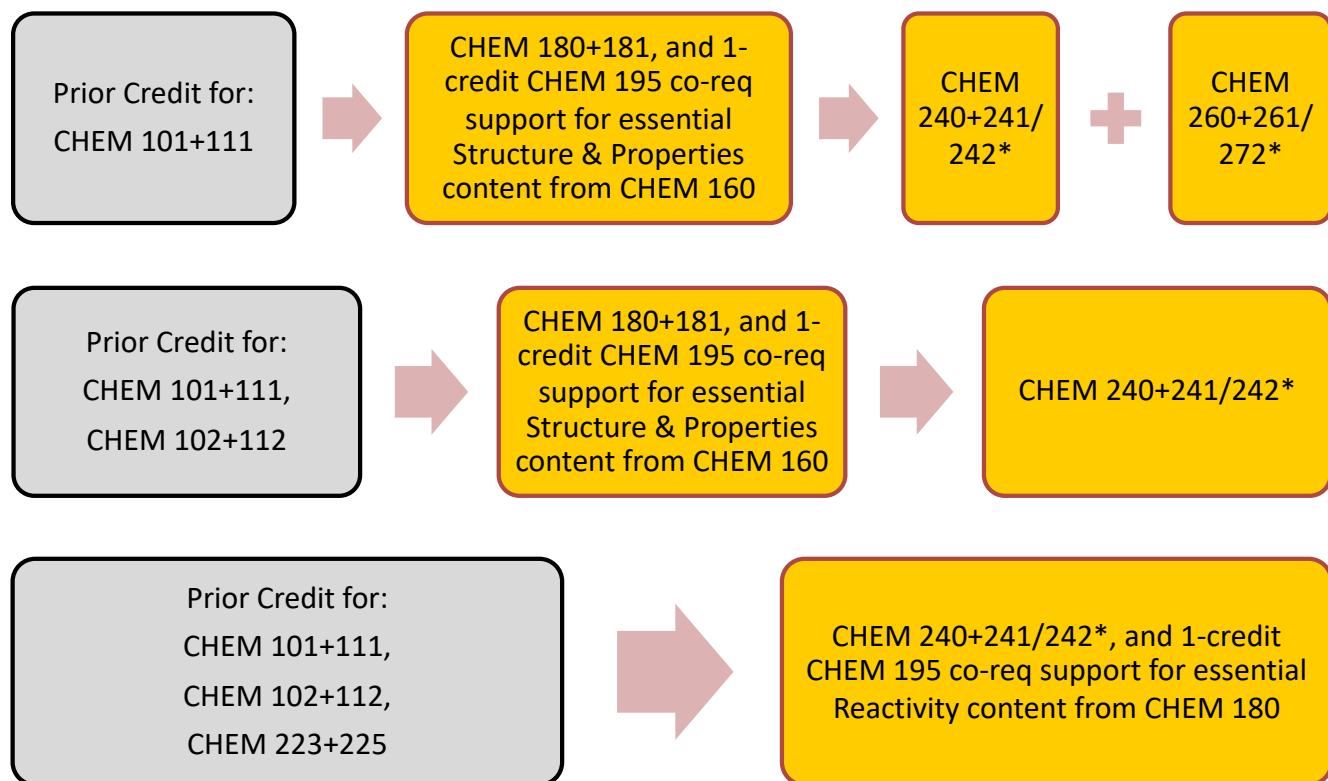 Prior Credit for:
CHEM 101+111
CHEM 180+181, and 1-
credit CHEM 195 co-req
support for essential
Structure & Properties
content from CHEM 160
CHEM
240+241/
242*
CHEM
260+261/
272*
Prior Credit for:
CHEM 101+111,
CHEM 102+112
CHEM 180+181, and 1-
credit CHEM 195 co-req
support for essential
Structure & Properties
content from CHEM 160
CHEM 240+241/242*
Prior Credit for:
CHEM 101+111,
CHEM 102+112,
CHEM 223+225
CHEM 240+241/242*, and 1-credit
CHEM 195 co-req support for essential
Reactivity content from CHEM 180